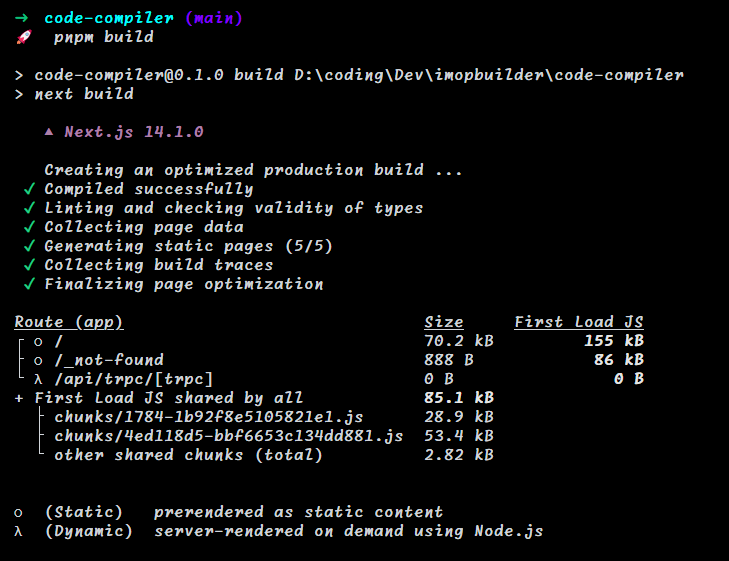 ➜ code-compiler (main)
🚀 pnpm build
> code-compiler@0.1.0 build D:\coding\Dev\imopbuilder\code-compiler
> next build
▲ Next.js 14.1.0
Creating an optimized production build ...
✓ Compiled successfully
✓ Linting and checking validity of types
✓ Collecting page data
✓ Generating static pages (5/5)
✓ Collecting build traces
✓ Finalizing page optimization
Route (app) Size First Load JS
┌ ○ / 70.2 kB 155 kB
├ ○ /_not-found 888 B 86 kB
└ λ /api/trpc/[trpc] 0 B 0 B
+ First Load JS shared by all 85.1 kB
├ chunks/1784-1b92f8e5105821e1.js 28.9 kB
├ chunks/4ed118d5-bbf6653c134dd881.js 53.4 kB
└ other shared chunks (total) 2.82 kB
○ (Static) prerendered as static content
λ (Dynamic) server-rendered on demand using Node.js